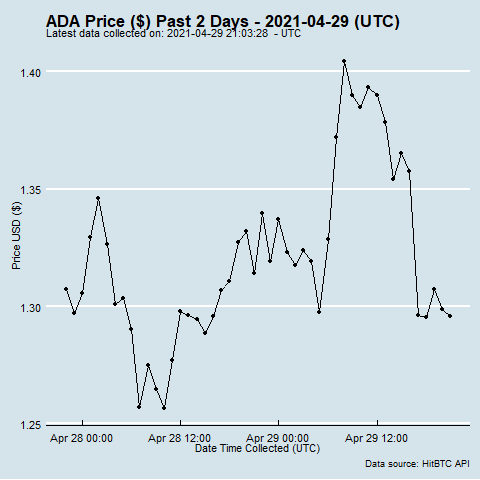 ADA Price ($) Past 2 Days - 2021-04-29 (UTC)
Latest data collected on: 2021-04-29 21:03:28  - UTC
1.40
1.35
1.30
1.25
Price USD ($)
Apr 28 00:00
Apr 28 12:00
Apr 29 00:00
Apr 29 12:00
Date Time Collected (UTC)
Data source: HitBTC API